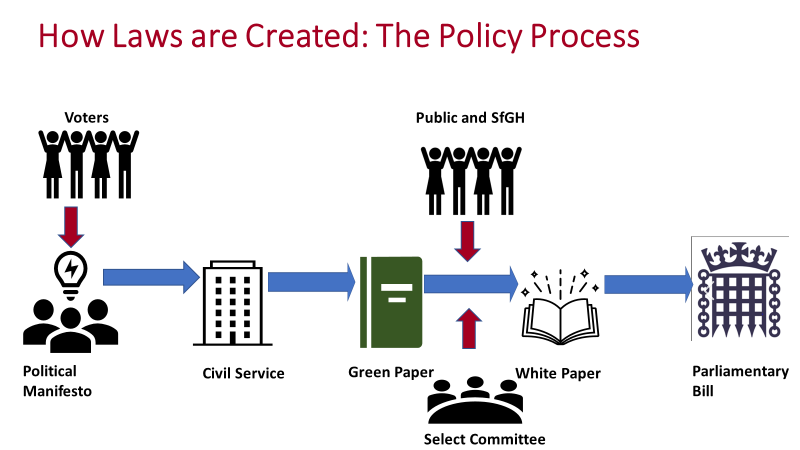 How Laws are Created: The Policy Process
Voters
Public and SfGH
Political
Manifesto
Civil Service
Green Paper
White Paper
Parliamentary
Bill
Select Committee